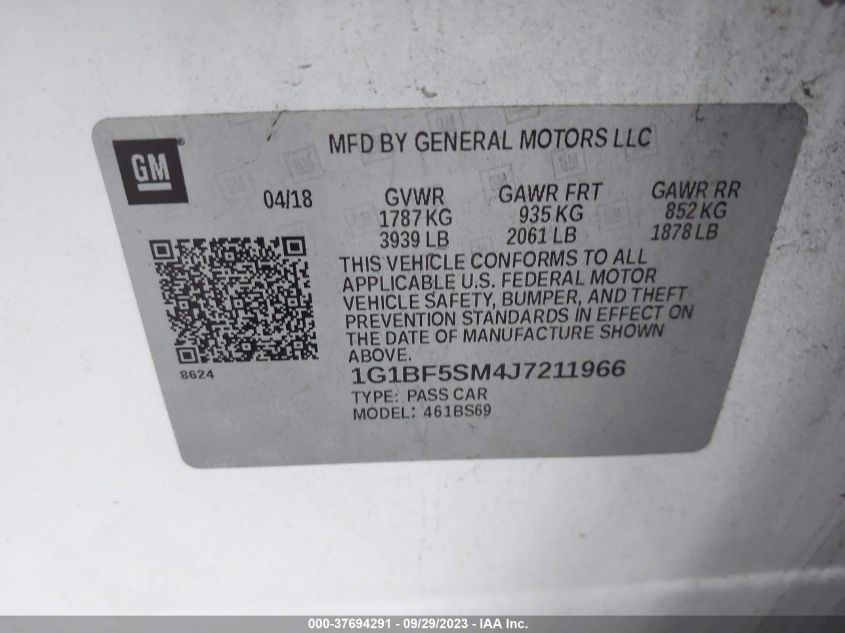 GM
MFD BY GENERAL MOTORS LLC
04/18
GVWR
1787 KG
3939 LB
GAWR FRT
935 KG
2061 LB
GAWR RR
852 KG
1878 LB
THIS VEHICLE CONFORMS TO ALL
APPLICABLE U.S. FEDERAL MOTOR
VEHICLE SAFETY, BUMPER, AND THEFT
PREVENTION STANDARDS IN EFFECT ON
THE DATE OF MANUFACTURE SHOWN
ABOVE.
8624
1G1BF5SM4J7211966
TYPE: PASS CAR
MODEL: 461BS69
000-37694291 - 09/29/2023 - IAA Inc.